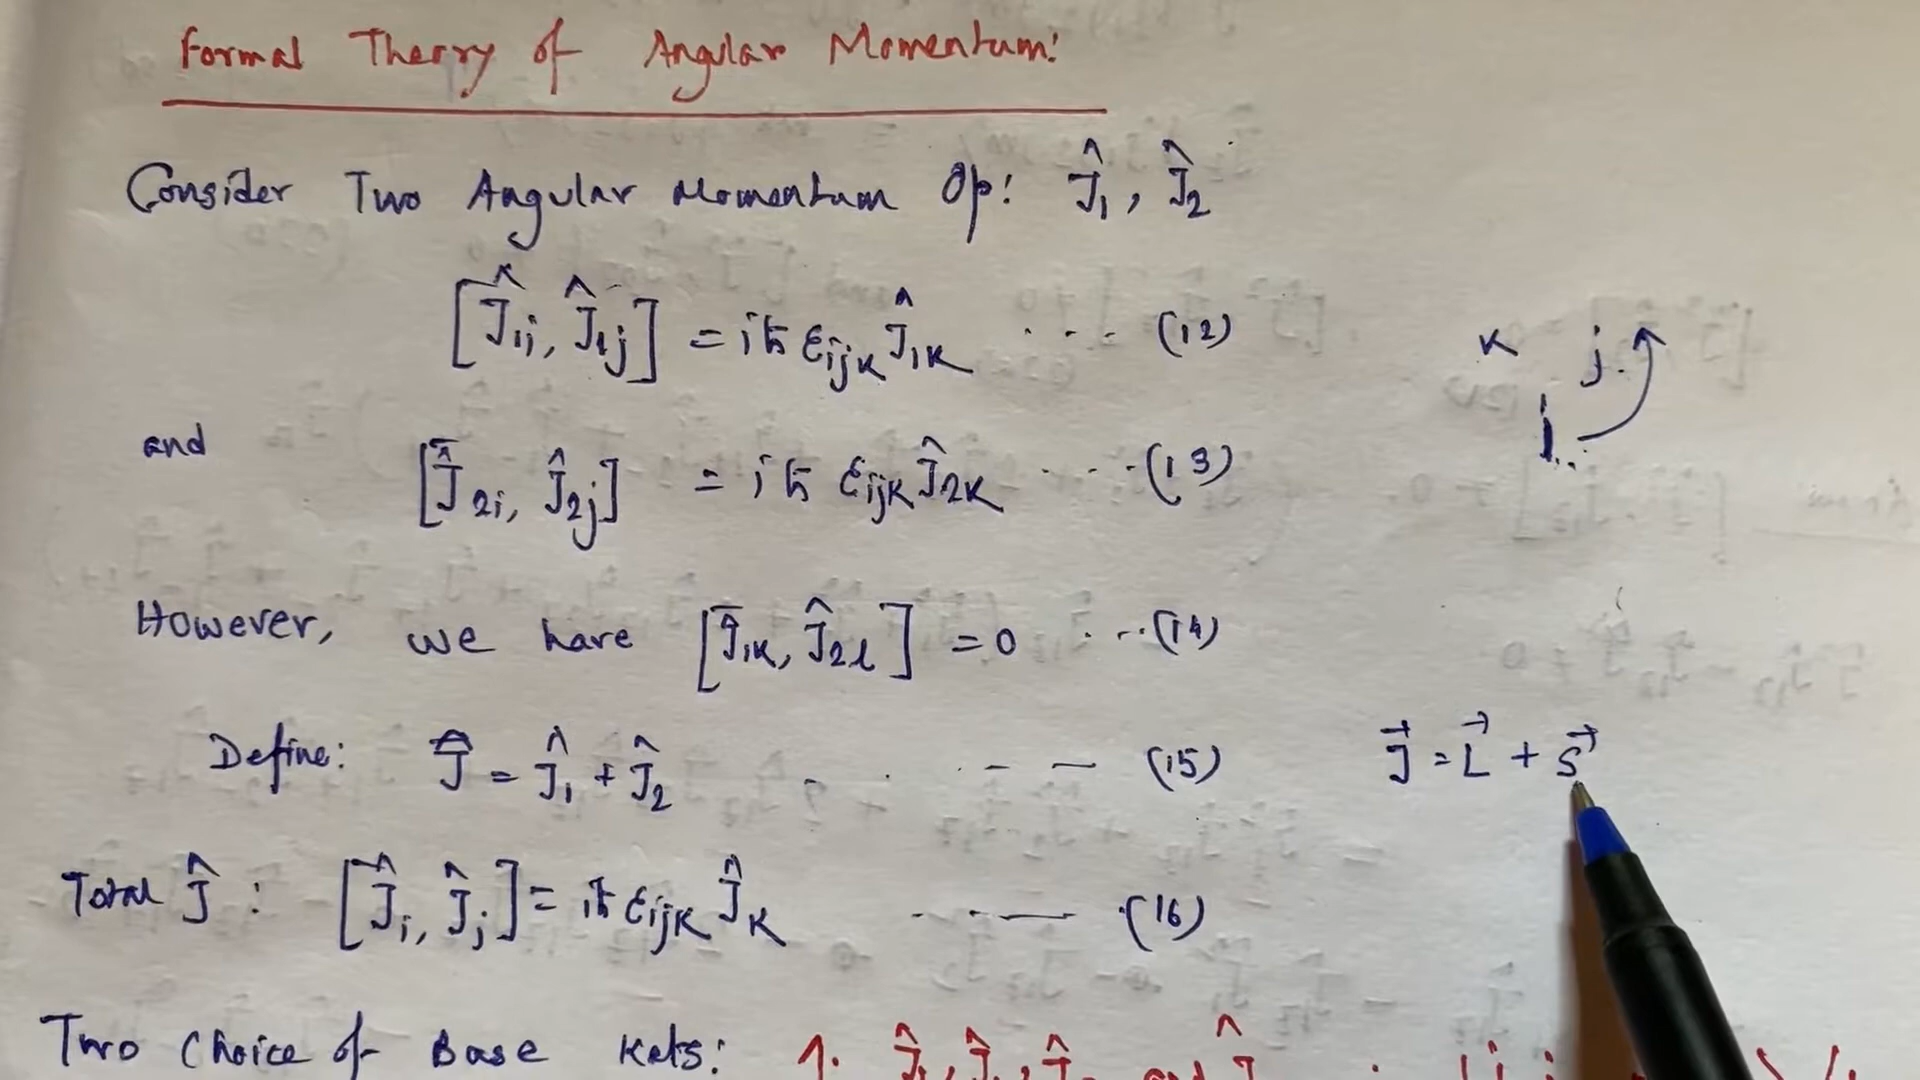 Formal Theory of Angular Momentum:
Consider Two Angular Momentum Op: Ĵ₁, Ĵ₂
[Ĵ₁ᵢ, Ĵ₁ⱼ] = iħ εᵢⱼₖ Ĵ₁ₖ ... (12)
k j
i
and [Ĵ₂ᵢ, Ĵ₂ⱼ] = iħ εᵢⱼₖ Ĵ₂ₖ ... (13)
However, we have [Ĵ₁ₖ, Ĵ₂ₗ] = 0 ... (14)
Define: Ĵ = Ĵ₁ + Ĵ₂ ... (15) J⃗ = L⃗ + S⃗
Total Ĵ : [Ĵᵢ, Ĵⱼ] = iħ εᵢⱼₖ Ĵₖ ... (16)
Two Choice of Base Kets: 1.